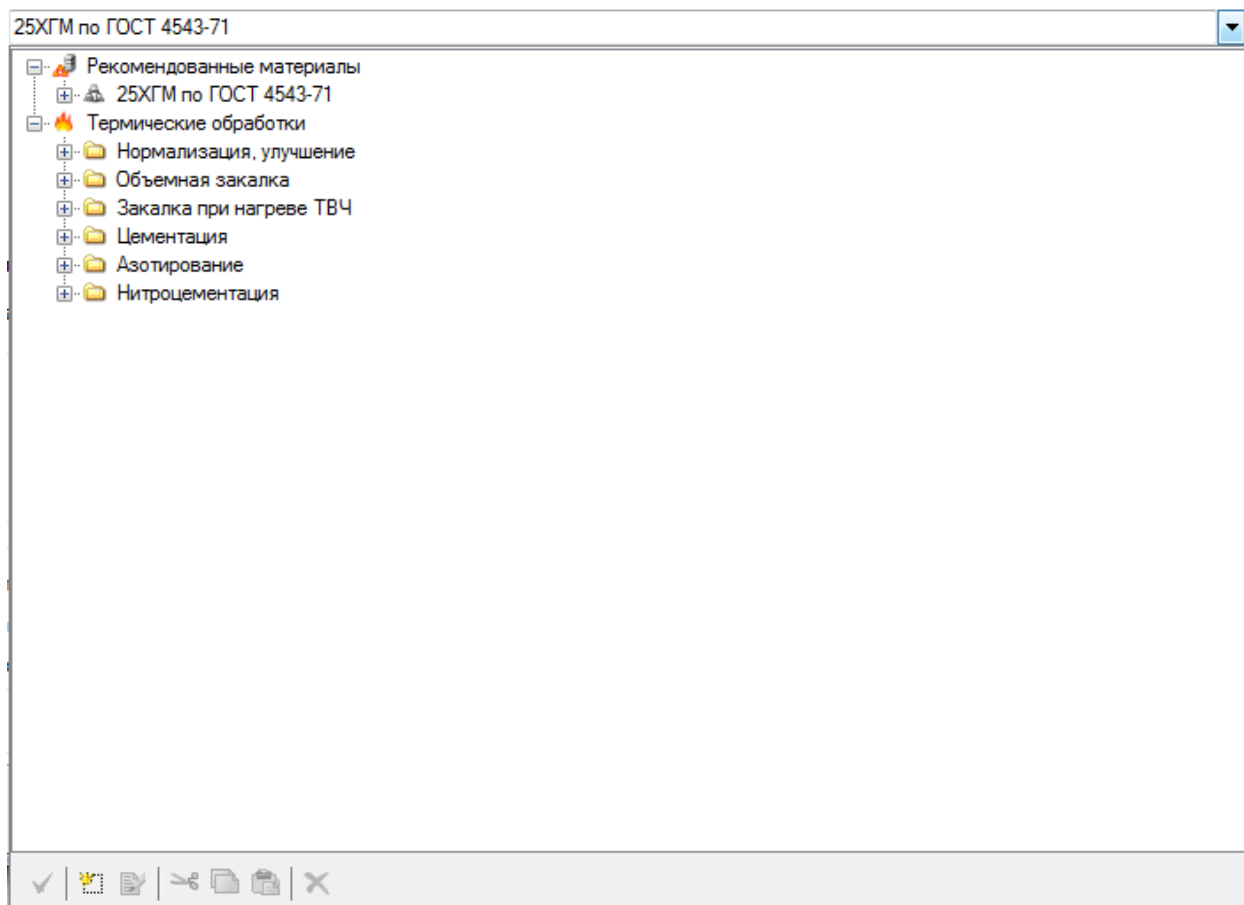 25ХГМ по ГОСТ 4543-71
Рекомендованные материалы
25ХГМ по ГОСТ 4543-71
Термические обработки
Нормализация, улучшение
Объемная закалка
Закалка при нагреве ТВЧ
Цементация
Азотирование
Нитроцементация